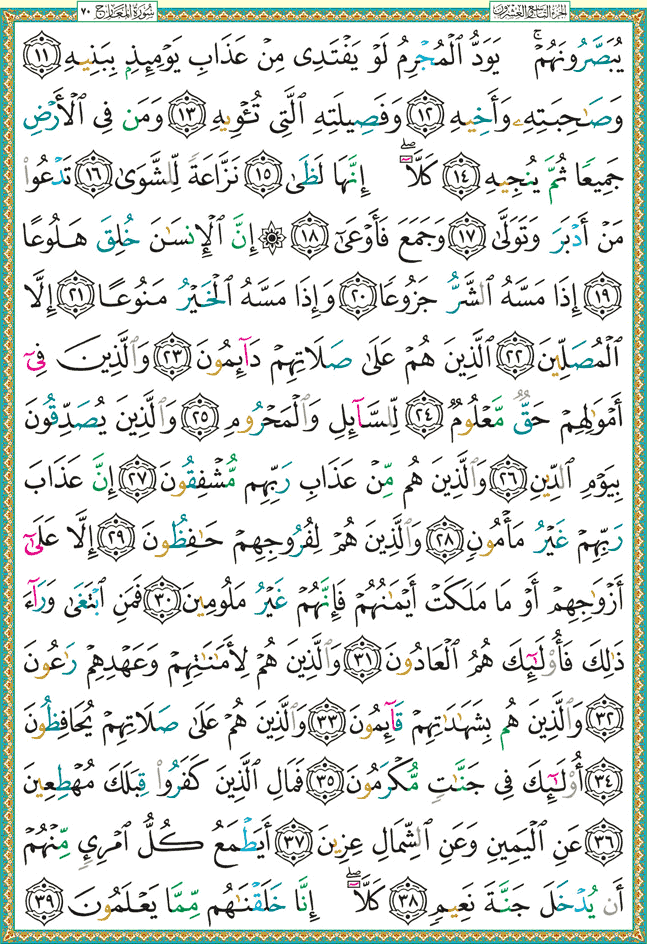 الجزء التاسع والعشرون
سورة المعارج ٧٠
يُبَصَّرُونَهُمۡۚ يَوَدُّ ٱلۡمُجۡرِمُ لَوۡ يَفۡتَدِي مِنۡ عَذَابِ يَوۡمِئِذِۭ بِبَنِيهِ ١١
وَصَٰحِبَتِهِۦ وَأَخِيهِ ١٢ وَفَصِيلَتِهِ ٱلَّتِي تُـٔۡوِيهِ ١٣ وَمَن فِي ٱلۡأَرۡضِ
جَمِيعٗا ثُمَّ يُنجِيهِ ١٤ كَلَّآۖ إِنَّهَا لَظَىٰ ١٥ نَزَّاعَةٗ لِّلشَّوَىٰ ١٦ تَدۡعُواْ
مَنۡ أَدۡبَرَ وَتَوَلَّىٰ ١٧ وَجَمَعَ فَأَوۡعَىٰٓ ١٨ ۞ إِنَّ ٱلۡإِنسَٰنَ خُلِقَ هَلُوعًا
١٩ إِذَا مَسَّهُ ٱلشَّرُّ جَزُوعٗا ٢٠ وَإِذَا مَسَّهُ ٱلۡخَيۡرُ مَنُوعًا ٢١ إِلَّا
ٱلۡمُصَلِّينَ ٢٢ ٱلَّذِينَ هُمۡ عَلَىٰ صَلَاتِهِمۡ دَآئِمُونَ ٢٣ وَٱلَّذِينَ فِيٓ
أَمۡوَٰلِهِمۡ حَقّٞ مَّعۡلُومٞ ٢٤ لِّلسَّآئِلِ وَٱلۡمَحۡرُومِ ٢٥ وَٱلَّذِينَ يُصَدِّقُونَ
بِيَوۡمِ ٱلدِّينِ ٢٦ وَٱلَّذِينَ هُم مِّنۡ عَذَابِ رَبِّهِم مُّشۡفِقُونَ ٢٧ إِنَّ عَذَابَ
رَبِّهِمۡ غَيۡرُ مَأۡمُونٖ ٢٨ وَٱلَّذِينَ هُمۡ لِفُرُوجِهِمۡ حَٰفِظُونَ ٢٩ إِلَّا عَلَىٰٓ
أَزۡوَٰجِهِمۡ أَوۡ مَا مَلَكَتۡ أَيۡمَٰنُهُمۡ فَإِنَّهُمۡ غَيۡرُ مَلُومِينَ ٣٠ فَمَنِ ٱبۡتَغَىٰ وَرَآءَ
ذَٰلِكَ فَأُوْلَٰٓئِكَ هُمُ ٱلۡعَادُونَ ٣١ وَٱلَّذِينَ هُمۡ لِأَمَٰنَٰتِهِمۡ وَعَهۡدِهِمۡ رَٰعُونَ
٣٢ وَٱلَّذِينَ هُم بِشَهَٰدَٰتِهِمۡ قَآئِمُونَ ٣٣ وَٱلَّذِينَ هُمۡ عَلَىٰ صَلَاتِهِمۡ يُحَافِظُونَ
٣٤ أُوْلَٰٓئِكَ فِي جَنَّٰتٖ مُّكۡرَمُونَ ٣٥ فَمَالِ ٱلَّذِينَ كَفَرُواْ قِبَلَكَ مُهۡطِعِينَ
٣٦ عَنِ ٱلۡيَمِينِ وَعَنِ ٱلشِّمَالِ عِزِينَ ٣٧ أَيَطۡمَعُ كُلُّ ٱمۡرِيٕٖ مِّنۡهُمۡ
أَن يُدۡخَلَ جَنَّةَ نَعِيمٖ ٣٨ كَلَّآۖ إِنَّا خَلَقۡنَٰهُم مِّمَّا يَعۡلَمُونَ ٣٩